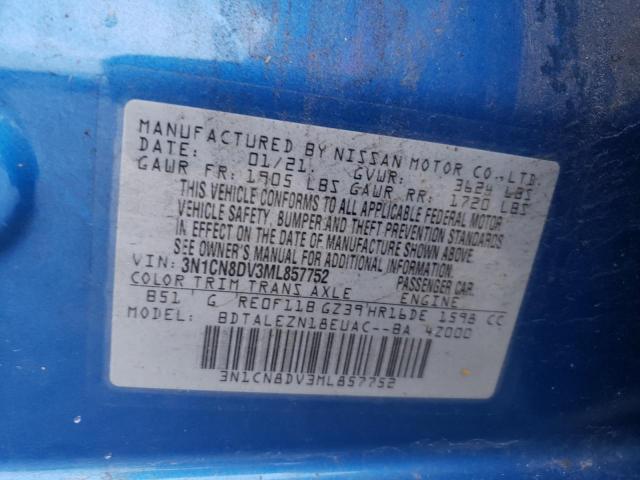 MANUFACTURED BY NISSAN MOTOR CO.,LTD.
DATE: 01/21 GVWR: 3624 LBS
GAWR FR: 1905 LBS GAWR RR: 1720 LBS
THIS VEHICLE CONFORMS TO ALL APPLICABLE FEDERAL MOTOR
VEHICLE SAFETY, BUMPER AND THEFT PREVENTION STANDARDS
IN EFFECT ON THE DATE OF MANUFACTURE SHOWN ABOVE
SEE OWNER'S MANUAL FOR MORE INFORMATION
VIN: 3N1CN8DV3ML857752 PASSENGER CAR
COLOR TRIM TRANS AXLE ENGINE
B51 G RE0F11B GZ39 HR16DE 1598 CC
MODEL: BDTALEZN18EUAC--BA 4Z000
3N1CN8DV3ML857752